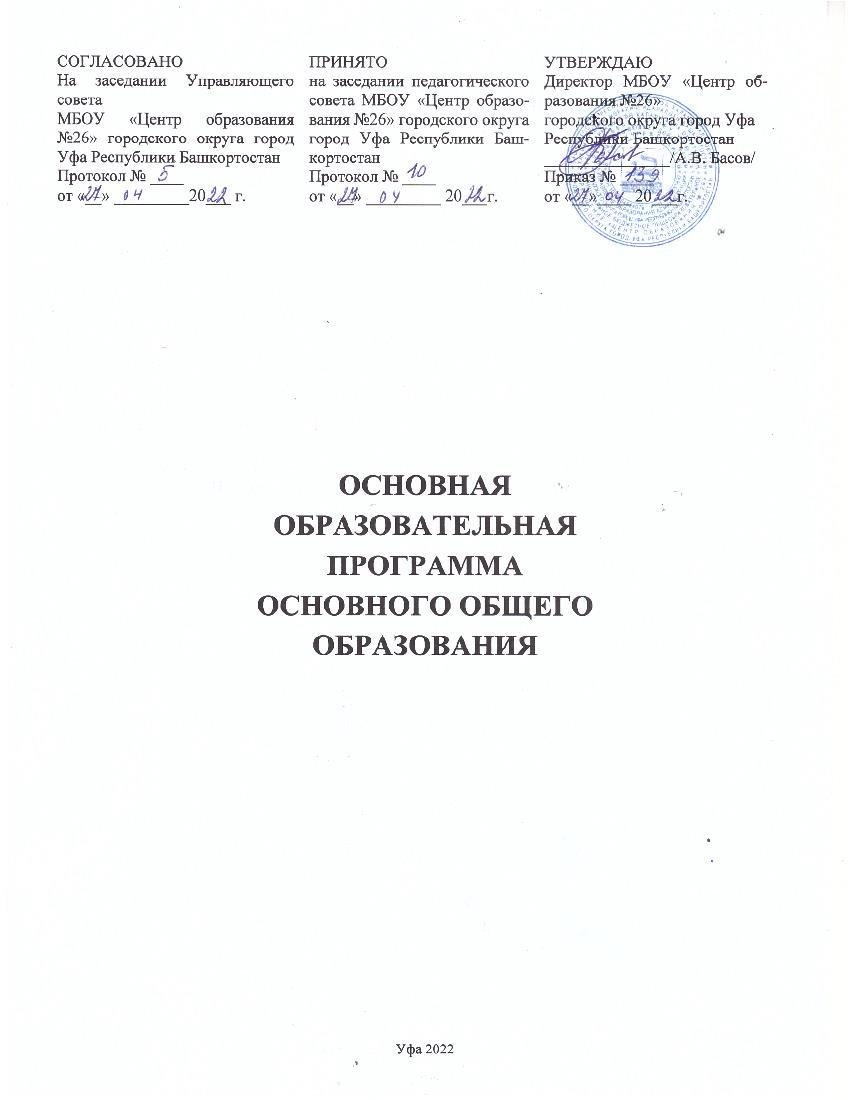 СОГЛАСОВАНО
На заседании Управляющего
совета
МБОУ «Центр образования
№26» городского округа город
Уфа Республики Башкортостан
Протокол № 5
от «27» 04 2022 г.
ПРИНЯТО
на заседании педагогического
совета МБОУ «Центр образо-
вания №26» городского округа
город Уфа Республики Баш-
кортостан
Протокол № 10
от «27» 04 2022г.
УТВЕРЖДАЮ
Директор МБОУ «Центр об-
разования №26»
городского округа город Уфа
Республики Башкортостан
/А.В. Басов/
Приказ № 139
от «27» 04 2022г.
ОСНОВНАЯ
ОБРАЗОВАТЕЛЬНАЯ
ПРОГРАММА
ОСНОВНОГО ОБЩЕГО
ОБРАЗОВАНИЯ
Уфа 2022